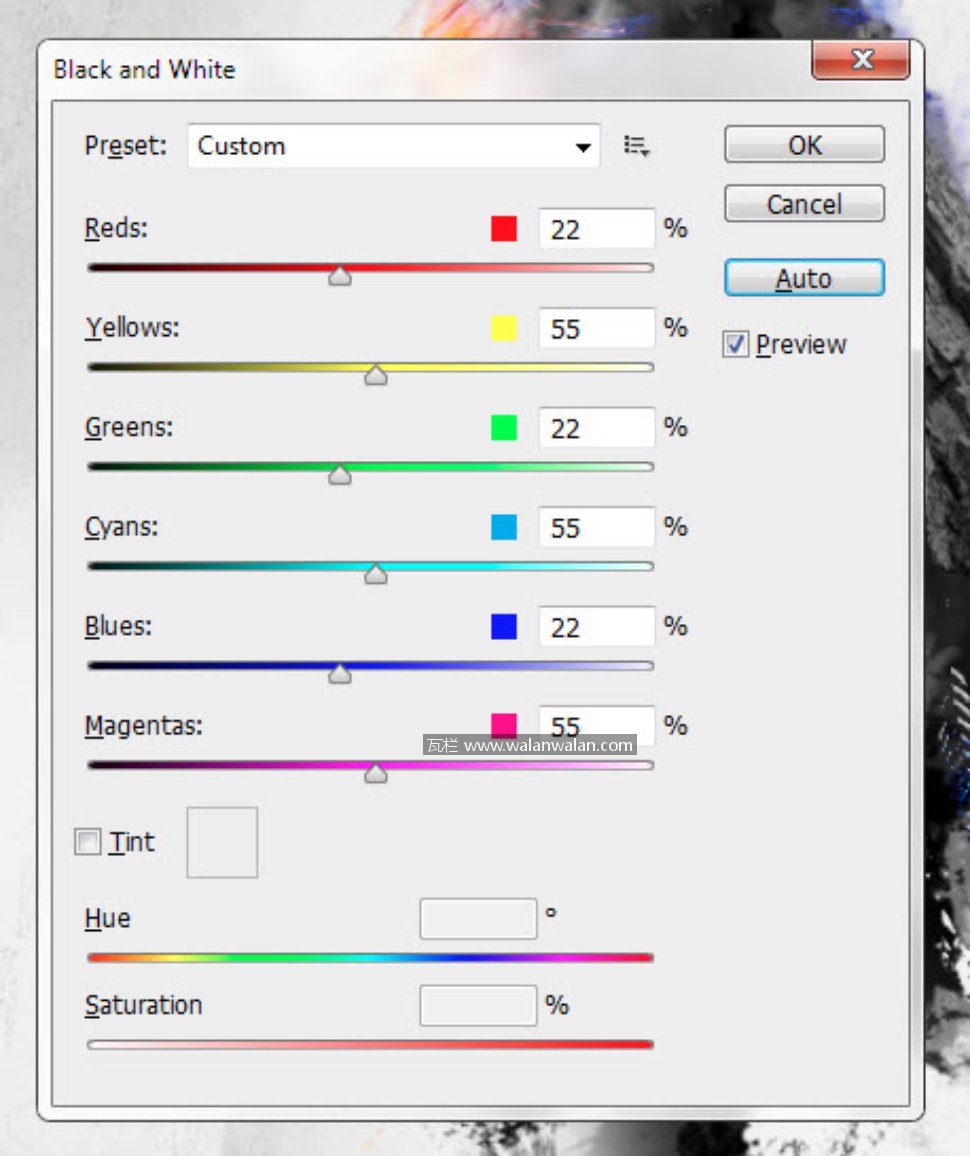 Black and White
Preset: Custom
OK
Cancel
Reds: 22 %
Auto
Yellows: 55 %
Preview
Greens: 22 %
Cyans: 55 %
Blues: 22 %
Magentas: 55 %
瓦栏 www.walanwalan.com
Tint
Hue °
Saturation %